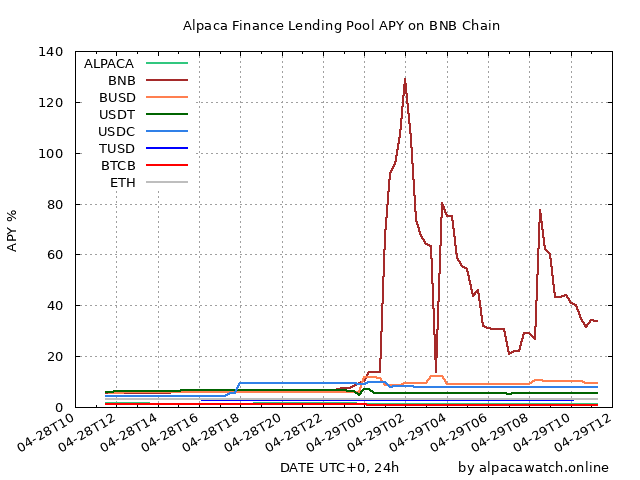 Alpaca Finance Lending Pool APY on BNB Chain
140
120
100
80
60
40
20
0
APY %
ALPACA
BNB
BUSD
USDT
USDC
TUSD
BTCB
ETH
04-28T10
04-28T12
04-28T14
04-28T16
04-28T18
04-28T20
04-28T22
04-29T00
04-29T02
04-29T04
04-29T06
04-29T08
04-29T10
04-29T12
DATE UTC+0, 24h
by alpacawatch.online